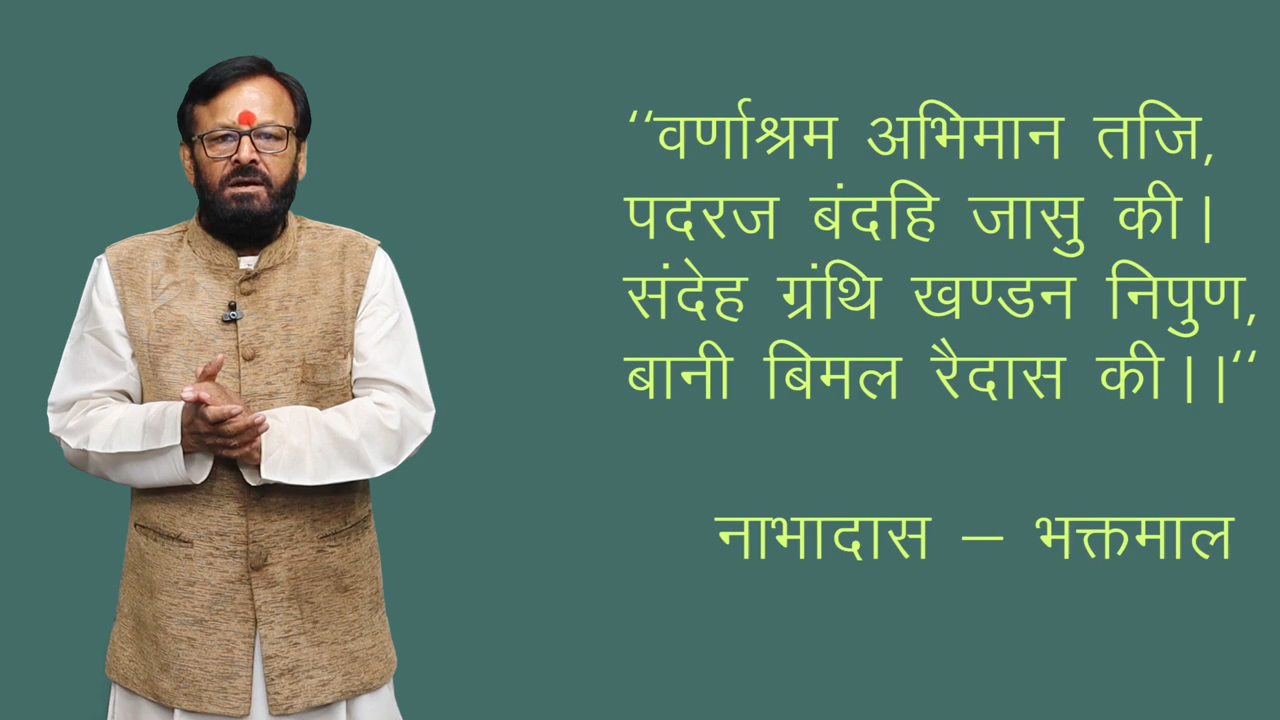 ‘‘वर्णाश्रम अभिमान तजि,
पदरज बंदहि जासु की।
संदेह ग्रंथि खण्डन निपुण,
बानी बिमल रैदास की।।‘‘
नाभादास – भक्तमाल